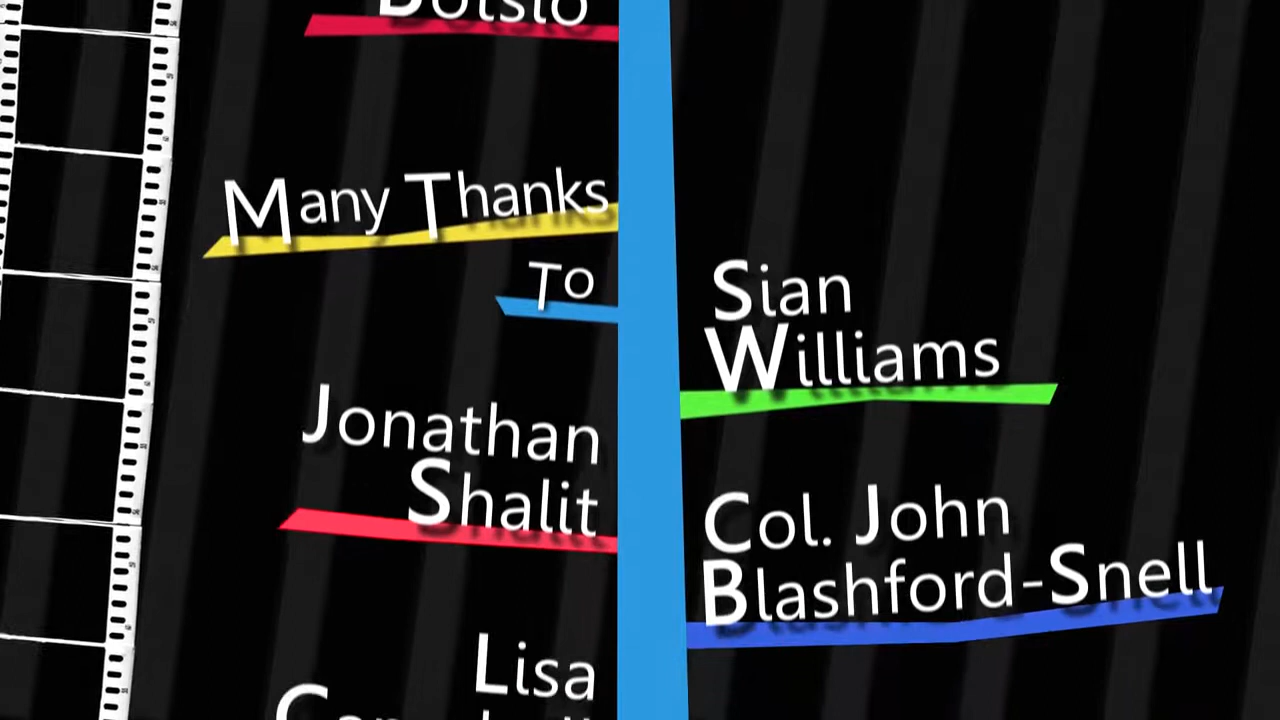 Many Thanks
To
Jonathan
Shalit
Lisa
Sian
Williams
Col. John
Blashford-Snell